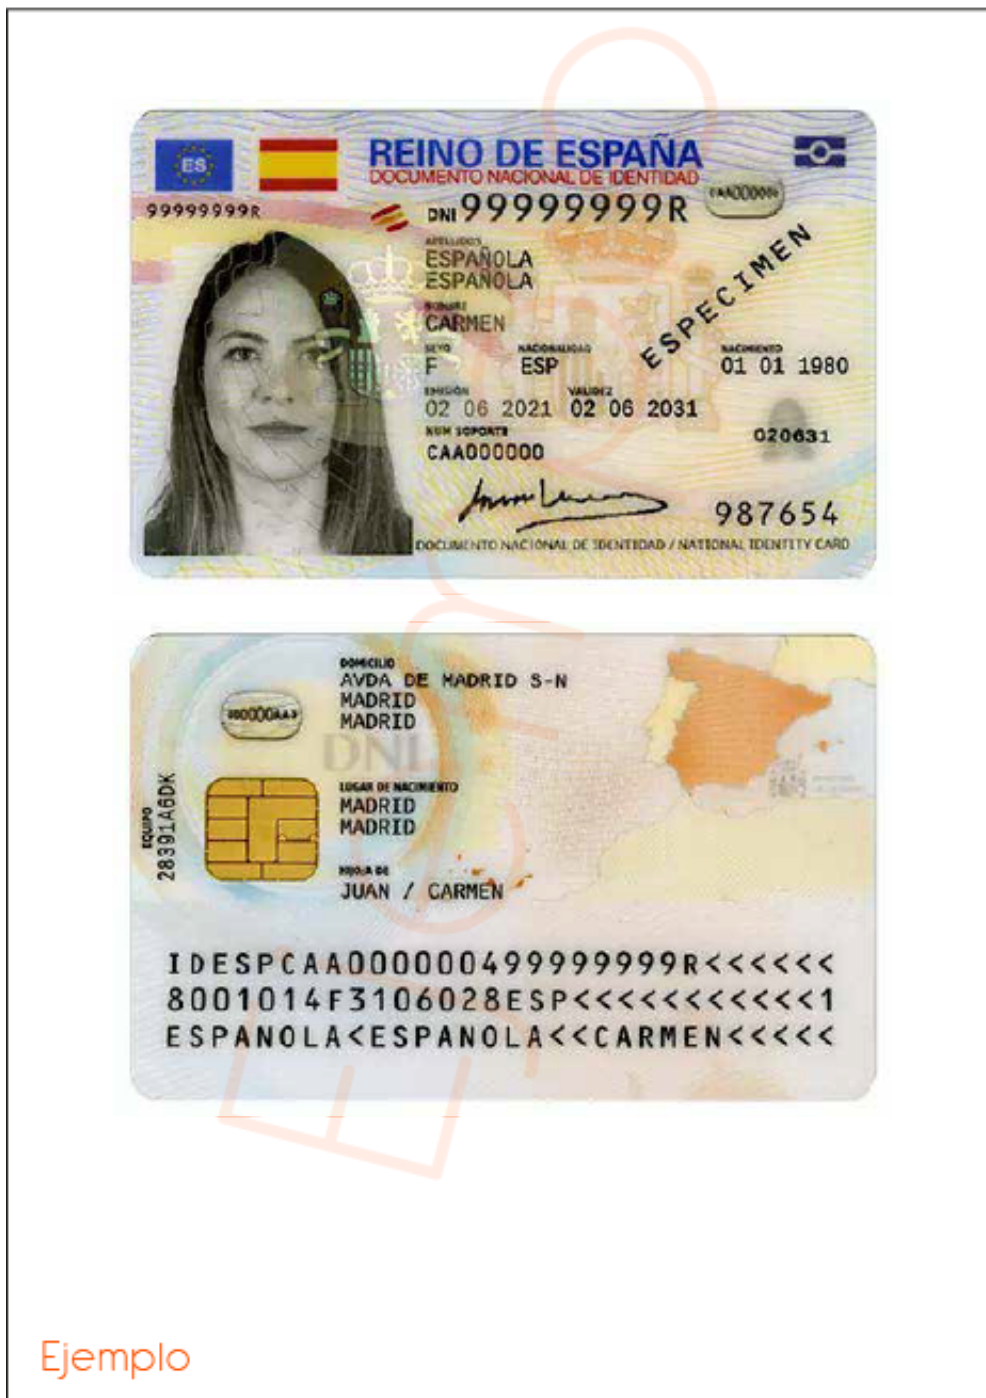 ES
REINO DE ESPAÑA
DOCUMENTO NACIONAL DE IDENTIDAD
CAA000000
99999999R
DNI 99999999R
APELLIDOS
ESPAÑOLA
ESPAÑOLA
NOMBRE
CARMEN
ESPECIMEN
SEXO NACIONALIDAD NACIMIENTO
F ESP 01 01 1980
EMISIÓN VALIDEZ
02 06 2021 02 06 2031
NUM SOPORTE
CAA000000
020631
987654
DOCUMENTO NACIONAL DE IDENTIDAD / NATIONAL IDENTITY CARD
DOMICILIO
AVDA DE MADRID S-N
MADRID
MADRID
DNI
LUGAR DE NACIMIENTO
MADRID
MADRID
EQUIPO
28391A6DK
HIJO/A DE
JUAN / CARMEN
IDESPCAA000000499999999R<<<<<<
8001014F3106028ESP<<<<<<<<<<<1
ESPANOLA<ESPANOLA<<CARMEN<<<<<
Ejemplo